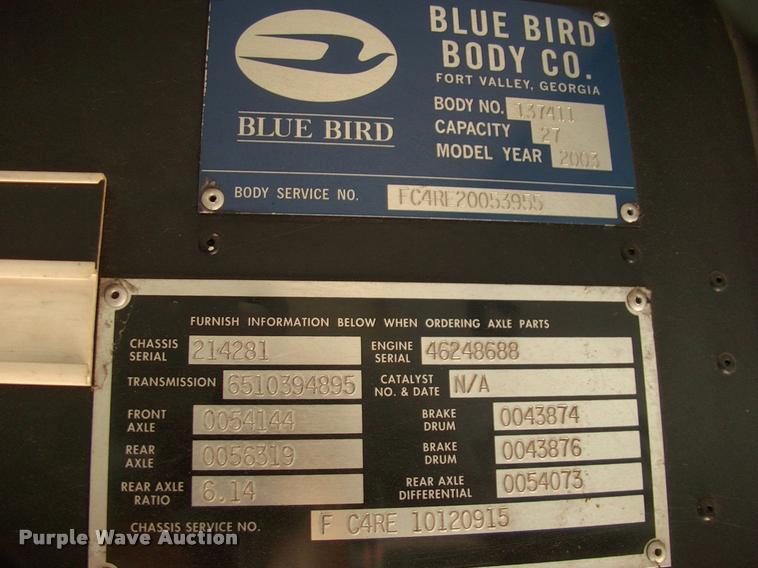 BLUE BIRD
BODY CO.
FORT VALLEY, GEORGIA
BLUE BIRD
BODY NO. 137411
CAPACITY 27
MODEL YEAR 2003
BODY SERVICE NO. FC4RE20053955
FURNISH INFORMATION BELOW WHEN ORDERING AXLE PARTS
CHASSIS SERIAL 214281 ENGINE SERIAL 46248688
TRANSMISSION 6510394895 CATALYST NO. & DATE N/A
FRONT AXLE 0054144 BRAKE DRUM 0043874
REAR AXLE 0056319 BRAKE DRUM 0043876
REAR AXLE RATIO 6.14 REAR AXLE DIFFERENTIAL 0054073
CHASSIS SERVICE NO. F C4RE 10120915
Purple Wave Auction